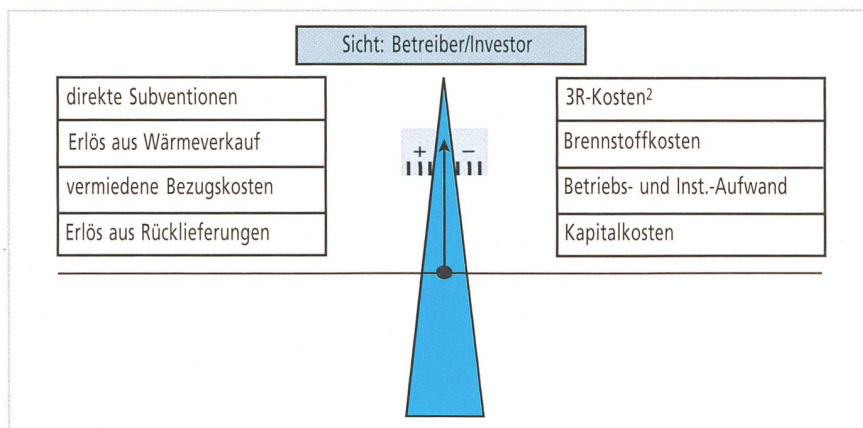 Sicht: Betreiber/Investor
direkte Subventionen
Erlös aus Wärmeverkauf
vermiedene Bezugskosten
Erlös aus Rücklieferungen
+ −
3R-Kosten²
Brennstoffkosten
Betriebs- und Inst.-Aufwand
Kapitalkosten